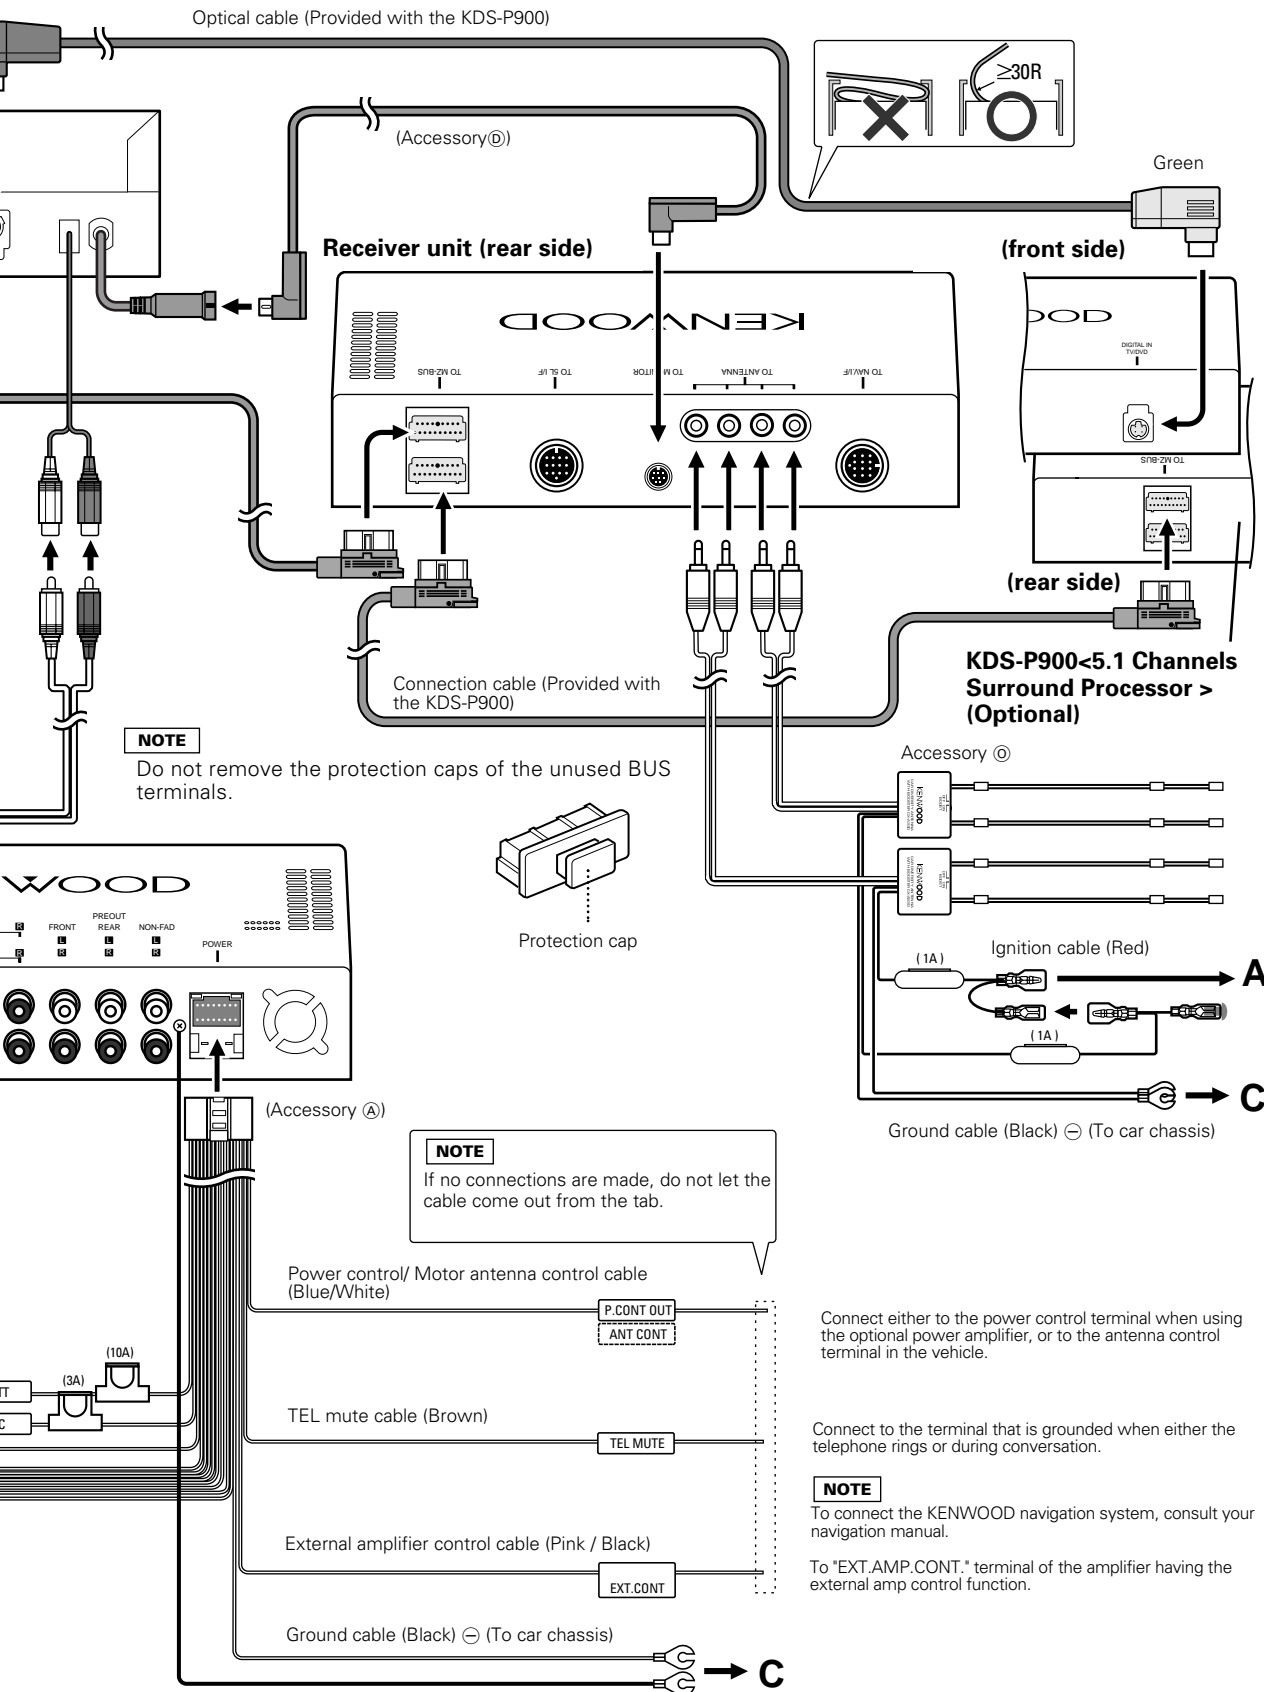 Optical cable (Provided with the KDS-P900)
≥30R
(AccessoryⒹ)
Green
Receiver unit (rear side)
(front side)
KENWOOD
OOD
DIGITAL IN
TV/DVD
TO MZ-BUS
TO 5L I/F
TO ANTENNA
TO NAV.I/F
TO MZ-BUS
(rear side)
KDS-P900<5.1 Channels
Surround Processor >
(Optional)
Connection cable (Provided with
the KDS-P900)
NOTE
Do not remove the protection caps of the unused BUS
terminals.
Accessory Ⓞ
KENWOOD
KENWOOD
Protection cap
WOOD
PREOUT
R FRONT REAR NON-FAD
L L L
R R R R
POWER
(1A)
Ignition cable (Red)
A
(1A)
C
Ground cable (Black) ⊖ (To car chassis)
(Accessory Ⓐ)
NOTE
If no connections are made, do not let the
cable come out from the tab.
Power control/ Motor antenna control cable
(Blue/White)
P.CONT OUT
ANT CONT
Connect either to the power control terminal when using
the optional power amplifier, or to the antenna control
terminal in the vehicle.
(10A)
(3A)
TT
C
TEL mute cable (Brown)
TEL MUTE
Connect to the terminal that is grounded when either the
telephone rings or during conversation.
NOTE
To connect the KENWOOD navigation system, consult your
navigation manual.
External amplifier control cable (Pink / Black)
EXT.CONT
To "EXT.AMP.CONT." terminal of the amplifier having the
external amp control function.
Ground cable (Black) ⊖ (To car chassis)
C